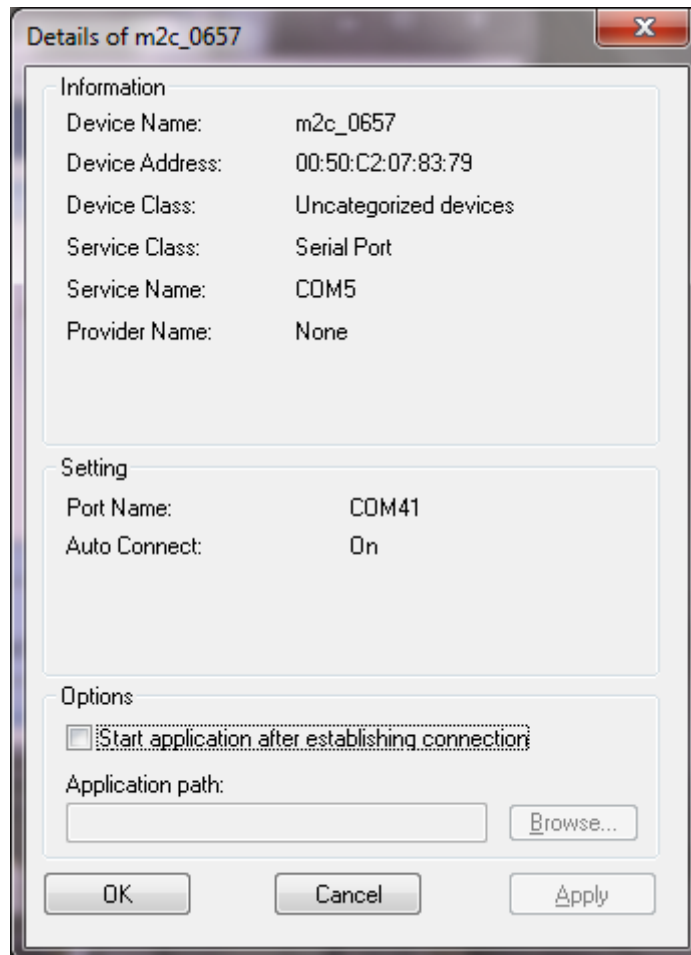 Details of m2c_0657
Information
Device Name: m2c_0657
Device Address: 00:50:C2:07:83:79
Device Class: Uncategorized devices
Service Class: Serial Port
Service Name: COM5
Provider Name: None
Setting
Port Name: COM41
Auto Connect: On
Options
Start application after establishing connection
Application path:
Browse...
OK Cancel Apply